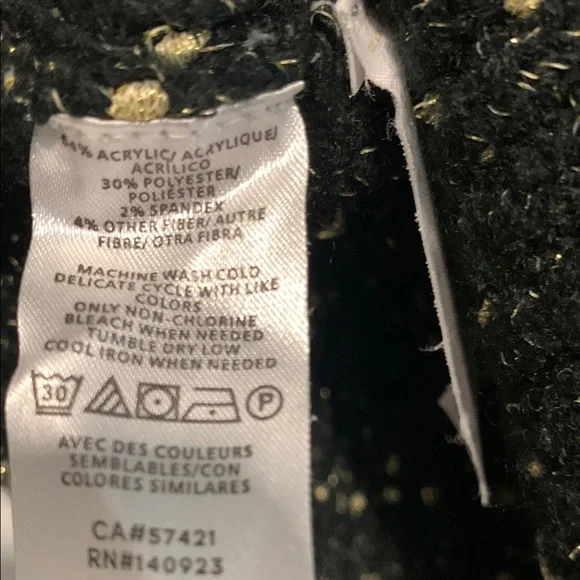 64% ACRYLIC/ ACRYLIQUE/
ACRÍLICO
30% POLYESTER/
POLIÉSTER
2% SPANDEX
4% OTHER FIBER/ AUTRE
FIBRE/ OTRA FIBRA
MACHINE WASH COLD
DELICATE CYCLE WITH LIKE
COLORS
ONLY NON-CHLORINE
BLEACH WHEN NEEDED
TUMBLE DRY LOW
COOL IRON WHEN NEEDED
30 P
AVEC DES COULEURS
SEMBLABLES/CON
COLORES SIMILARES
CA#57421
RN#140923